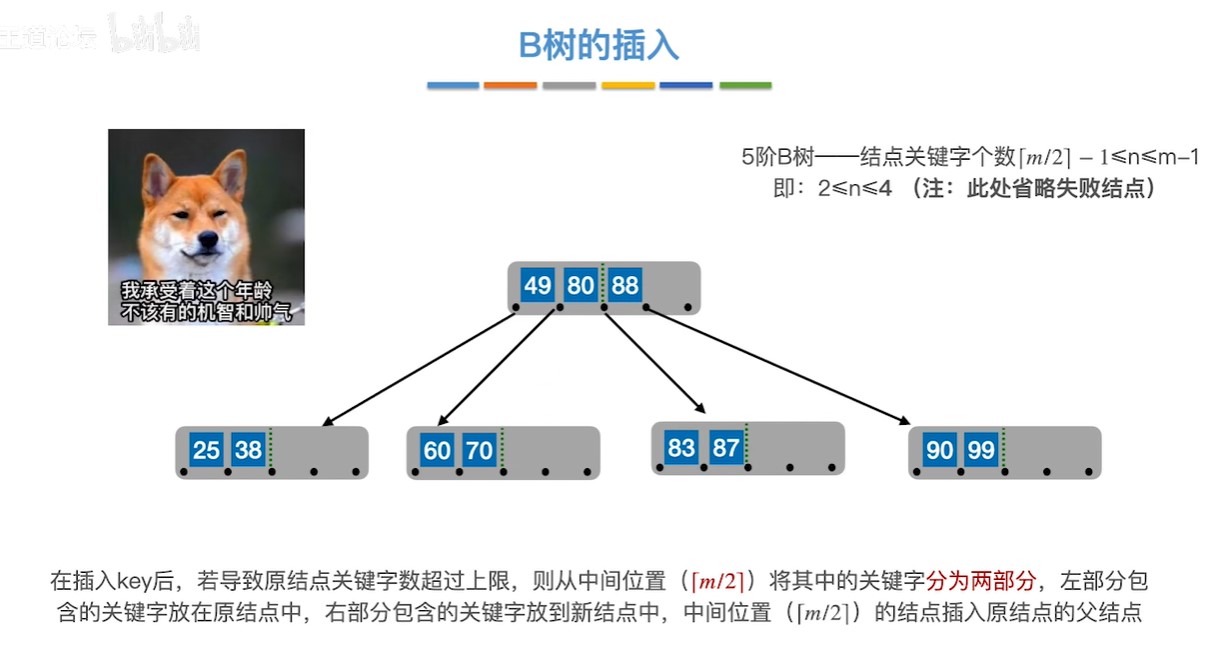 王道论坛 bilibili
B树的插入
5阶B树——结点关键字个数⌈m/2⌉ − 1≤n≤m–1
即：2≤n≤4 （注：此处省略失败结点）
我承受着这个年龄
不该有的机智和帅气
49 80 88
25 38
60 70
83 87
90 99
在插入key后，若导致原结点关键字数超过上限，则从中间位置（⌈m/2⌉）将其中的关键字分为两部分，左部分包
含的关键字放在原结点中，右部分包含的关键字放到新结点中，中间位置（⌈m/2⌉）的结点插入原结点的父结点